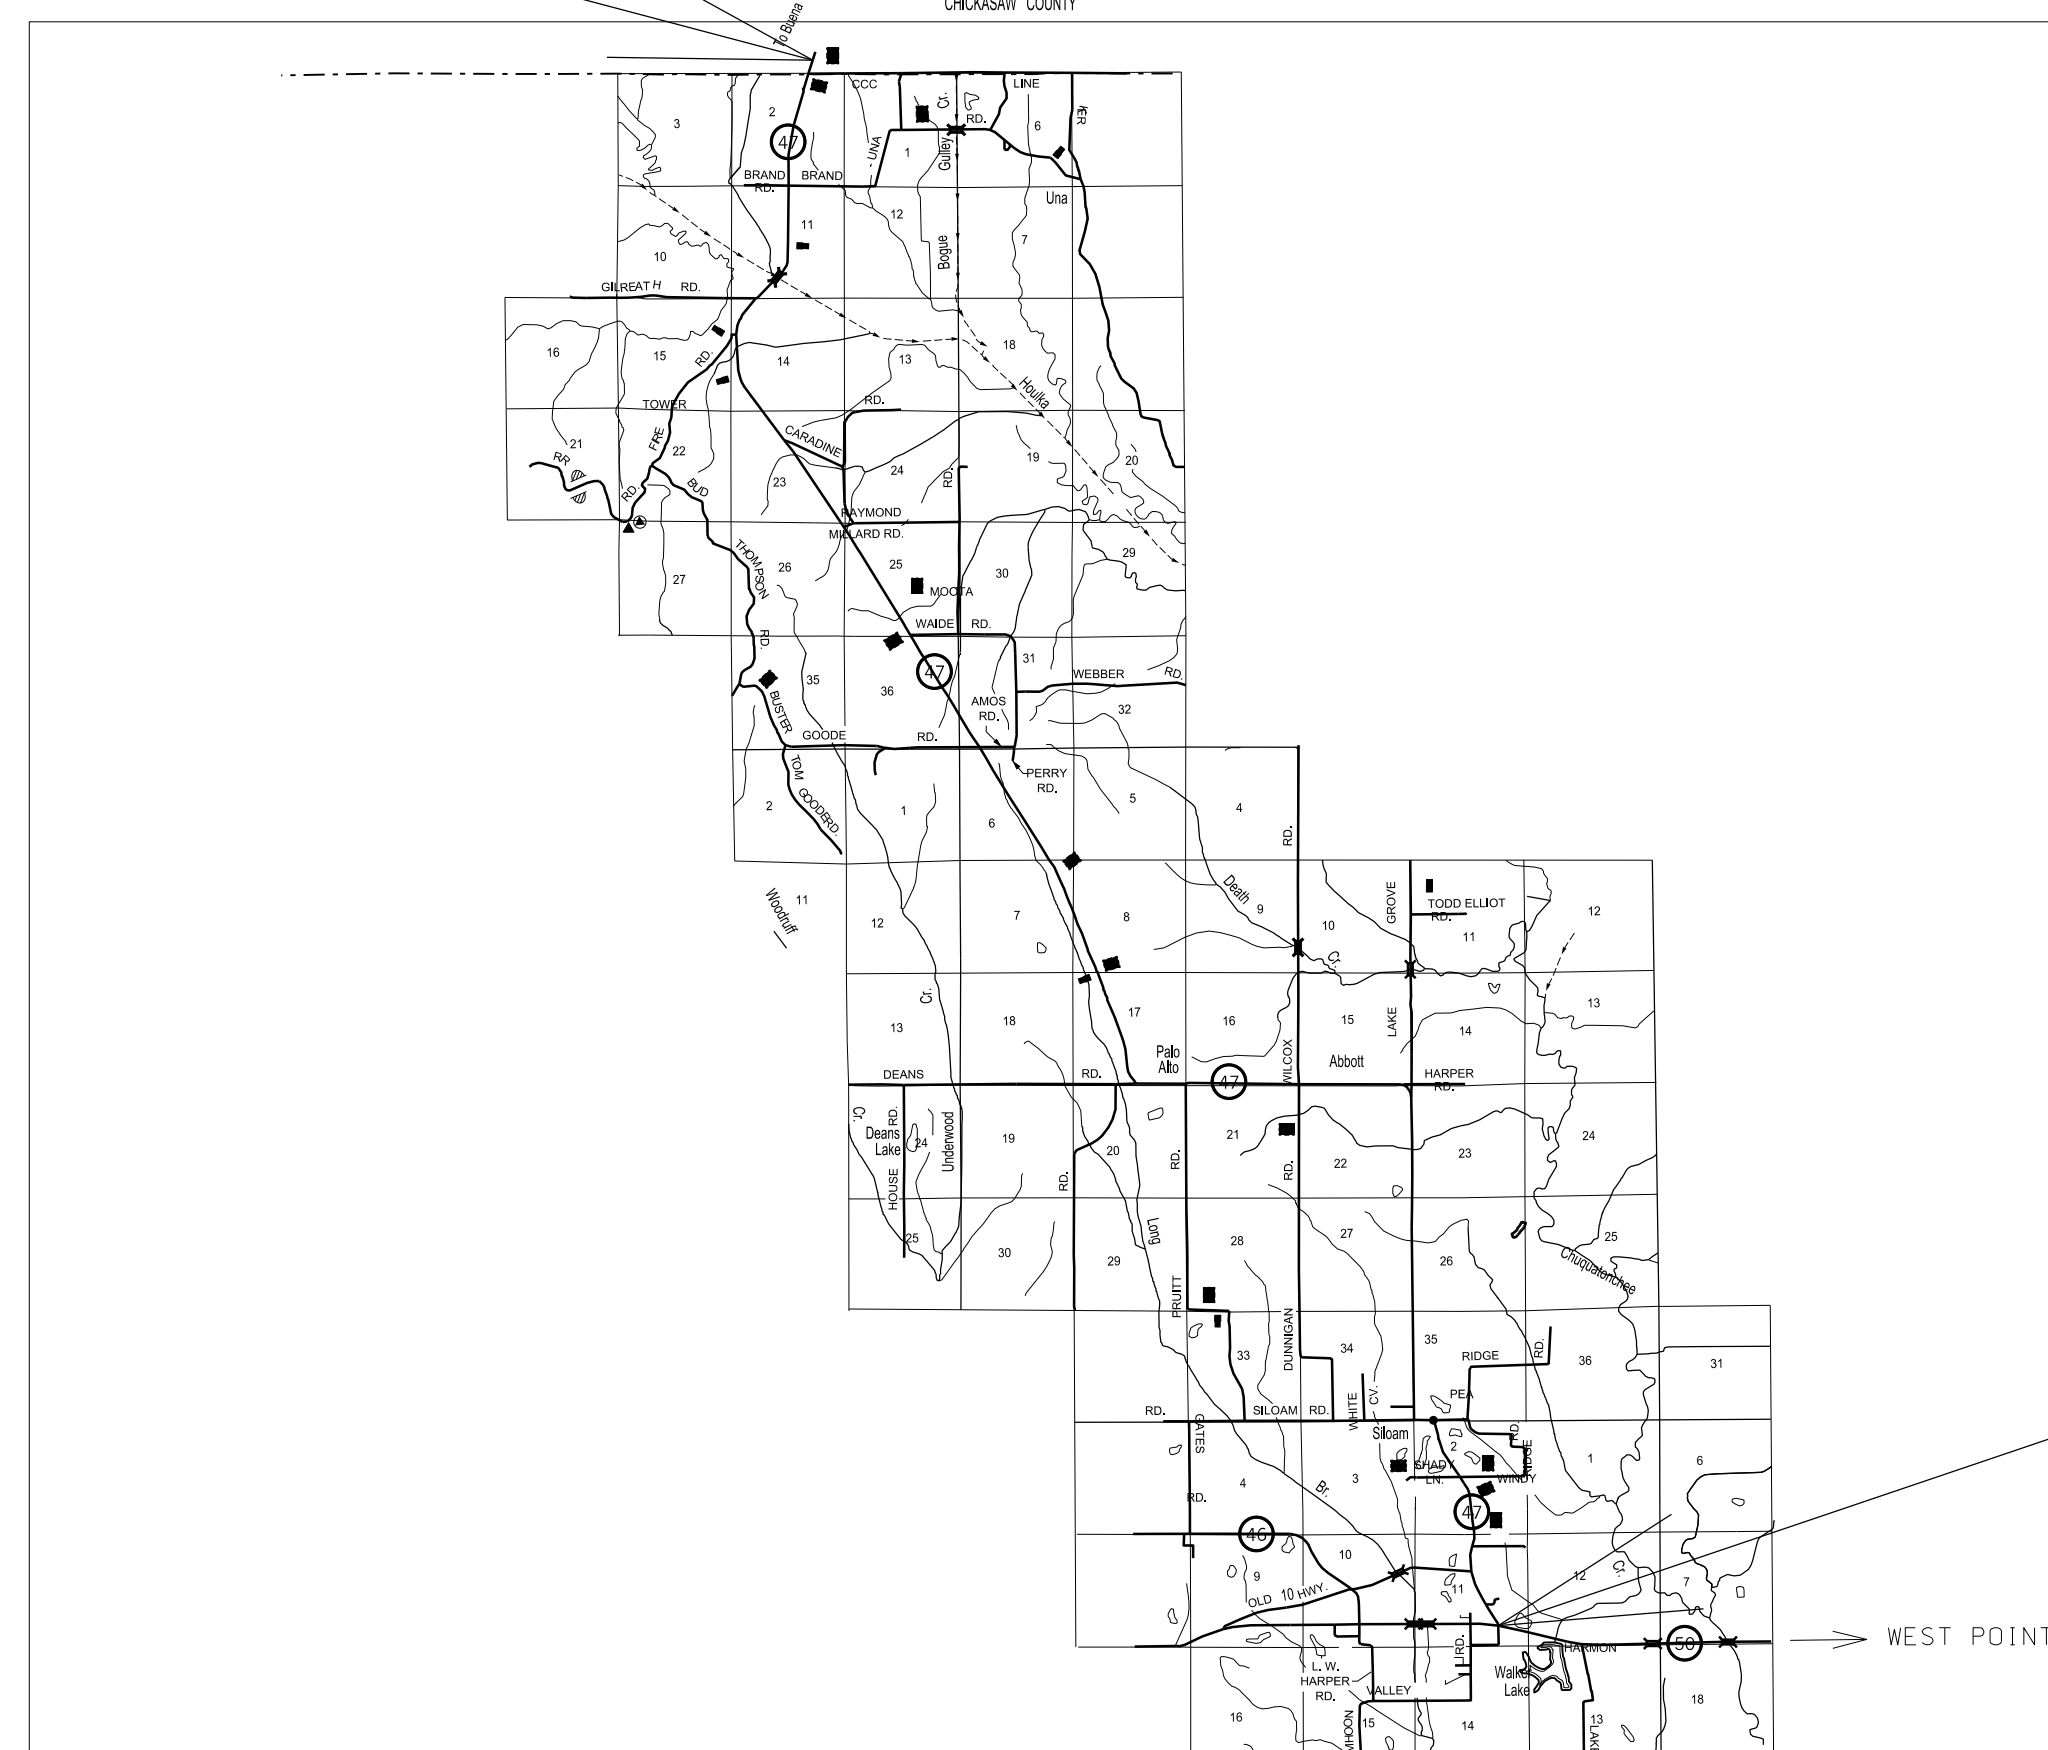 CHICKASAW COUNTY
To Buena
CCC
LINE
3
2
Cr.
RD.
6
47
- UNA
1
Gulley
BRAND
BRAND
RD.
Una
12
11
7
Bogue
10
GILREATH RD.
16
15
RD.
14
13
18
Houlka
TOWER
RD.
CARADINE
21
FIRE
22
RR
BUD
RD.
23
24
RD.
19
20
RAYMOND
MILLARD RD.
THOMPSON
27
26
25
30
29
MOOTA
RD.
WAIDE RD.
31
47
35
36
WEBBER RD.
BUSTER
AMOS
RD.
32
GOODE
RD.
TOM
GOODE RD.
PERRY
RD.
2
1
6
5
4
RD.
Woodruff
11
12
7
8
Death
9
10
GROVE
TODD ELLIOT
RD.
11
12
Cr.
Cr.
13
18
17
16
WILCOX
15
LAKE
14
13
Palo
Alto
Abbott
DEANS
RD.
47
HARPER
RD.
Cr.
RD.
Deans
Lake
24
HOUSE
Underwood
19
20
RD.
RD.
21
RD.
22
23
24
25
30
29
Long
28
27
26
25
Chuquatonchee
PRUITT
DUNNIGAN
33
34
35
RIDGE
RD.
36
31
PEA
RD.
GATES
SILOAM RD.
WHITE
CV.
Siloam
2
RD.
RIDGE
1
6
SHADY
LN.
WINDY
4
3
RD.
Br.
47
46
10
9
OLD 10 HWY.
11
12
Cr.
7
RD.
HARMON
50
WEST POINT
L. W.
HARPER
RD.
VALLEY
Walker
Lake
16
15
14
13
LAKE
18